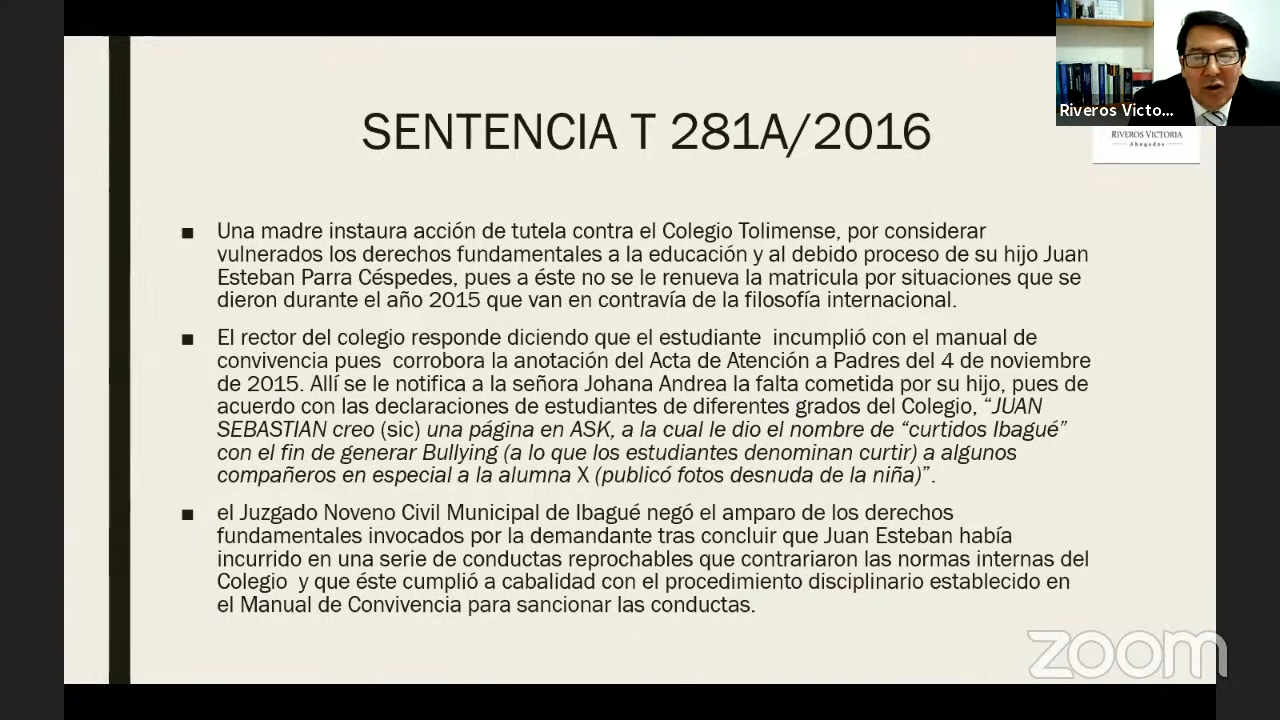 Riveros Victo...
RIVEROS VICTORIA
Abogados
SENTENCIA T 281A/2016
■ Una madre instaura acción de tutela contra el Colegio Tolimense, por considerar
vulnerados los derechos fundamentales a la educación y al debido proceso de su hijo Juan
Esteban Parra Céspedes, pues a éste no se le renueva la matricula por situaciones que se
dieron durante el año 2015 que van en contravía de la filosofía internacional.
■ El rector del colegio responde diciendo que el estudiante incumplió con el manual de
convivencia pues corrobora la anotación del Acta de Atención a Padres del 4 de noviembre
de 2015. Allí se le notifica a la señora Johana Andrea la falta cometida por su hijo, pues de
acuerdo con las declaraciones de estudiantes de diferentes grados del Colegio, “JUAN
SEBASTIAN creo (sic) una página en ASK, a la cual le dio el nombre de “curtidos Ibagué”
con el fin de generar Bullying (a lo que los estudiantes denominan curtir) a algunos
compañeros en especial a la alumna X (publicó fotos desnuda de la niña)”.
■ el Juzgado Noveno Civil Municipal de Ibagué negó el amparo de los derechos
fundamentales invocados por la demandante tras concluir que Juan Esteban había
incurrido en una serie de conductas reprochables que contrariaron las normas internas del
Colegio y que éste cumplió a cabalidad con el procedimiento disciplinario establecido en
el Manual de Convivencia para sancionar las conductas.
zoom